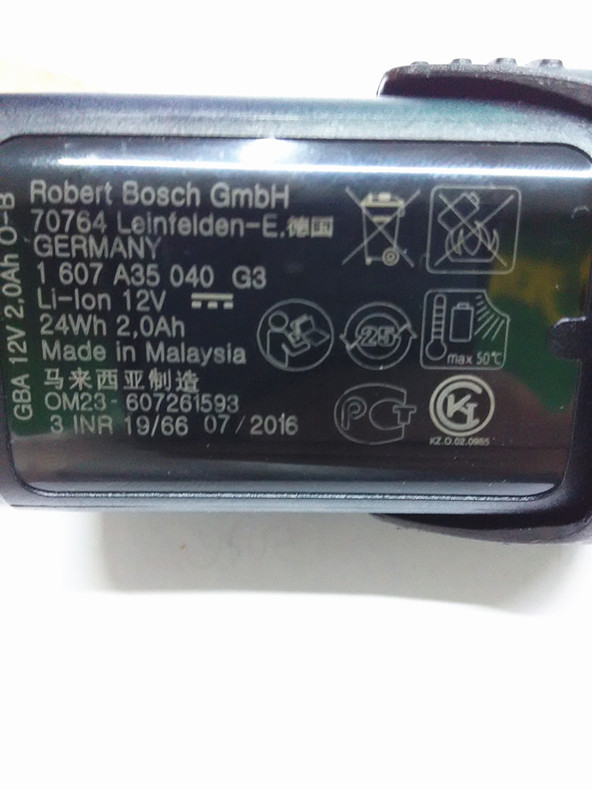 Robert Bosch GmbH
70764 Leinfelden-E.德国
GERMANY
1 607 A35 040 G3
Li-Ion 12V
24Wh 2,0Ah
Made in Malaysia
马来西亚制造
OM23- 607261593
3 INR 19/66 07/2016
GBA 12V 2,0Ah O-B
25
max 50°C
PCT
KZ.O.02.0985